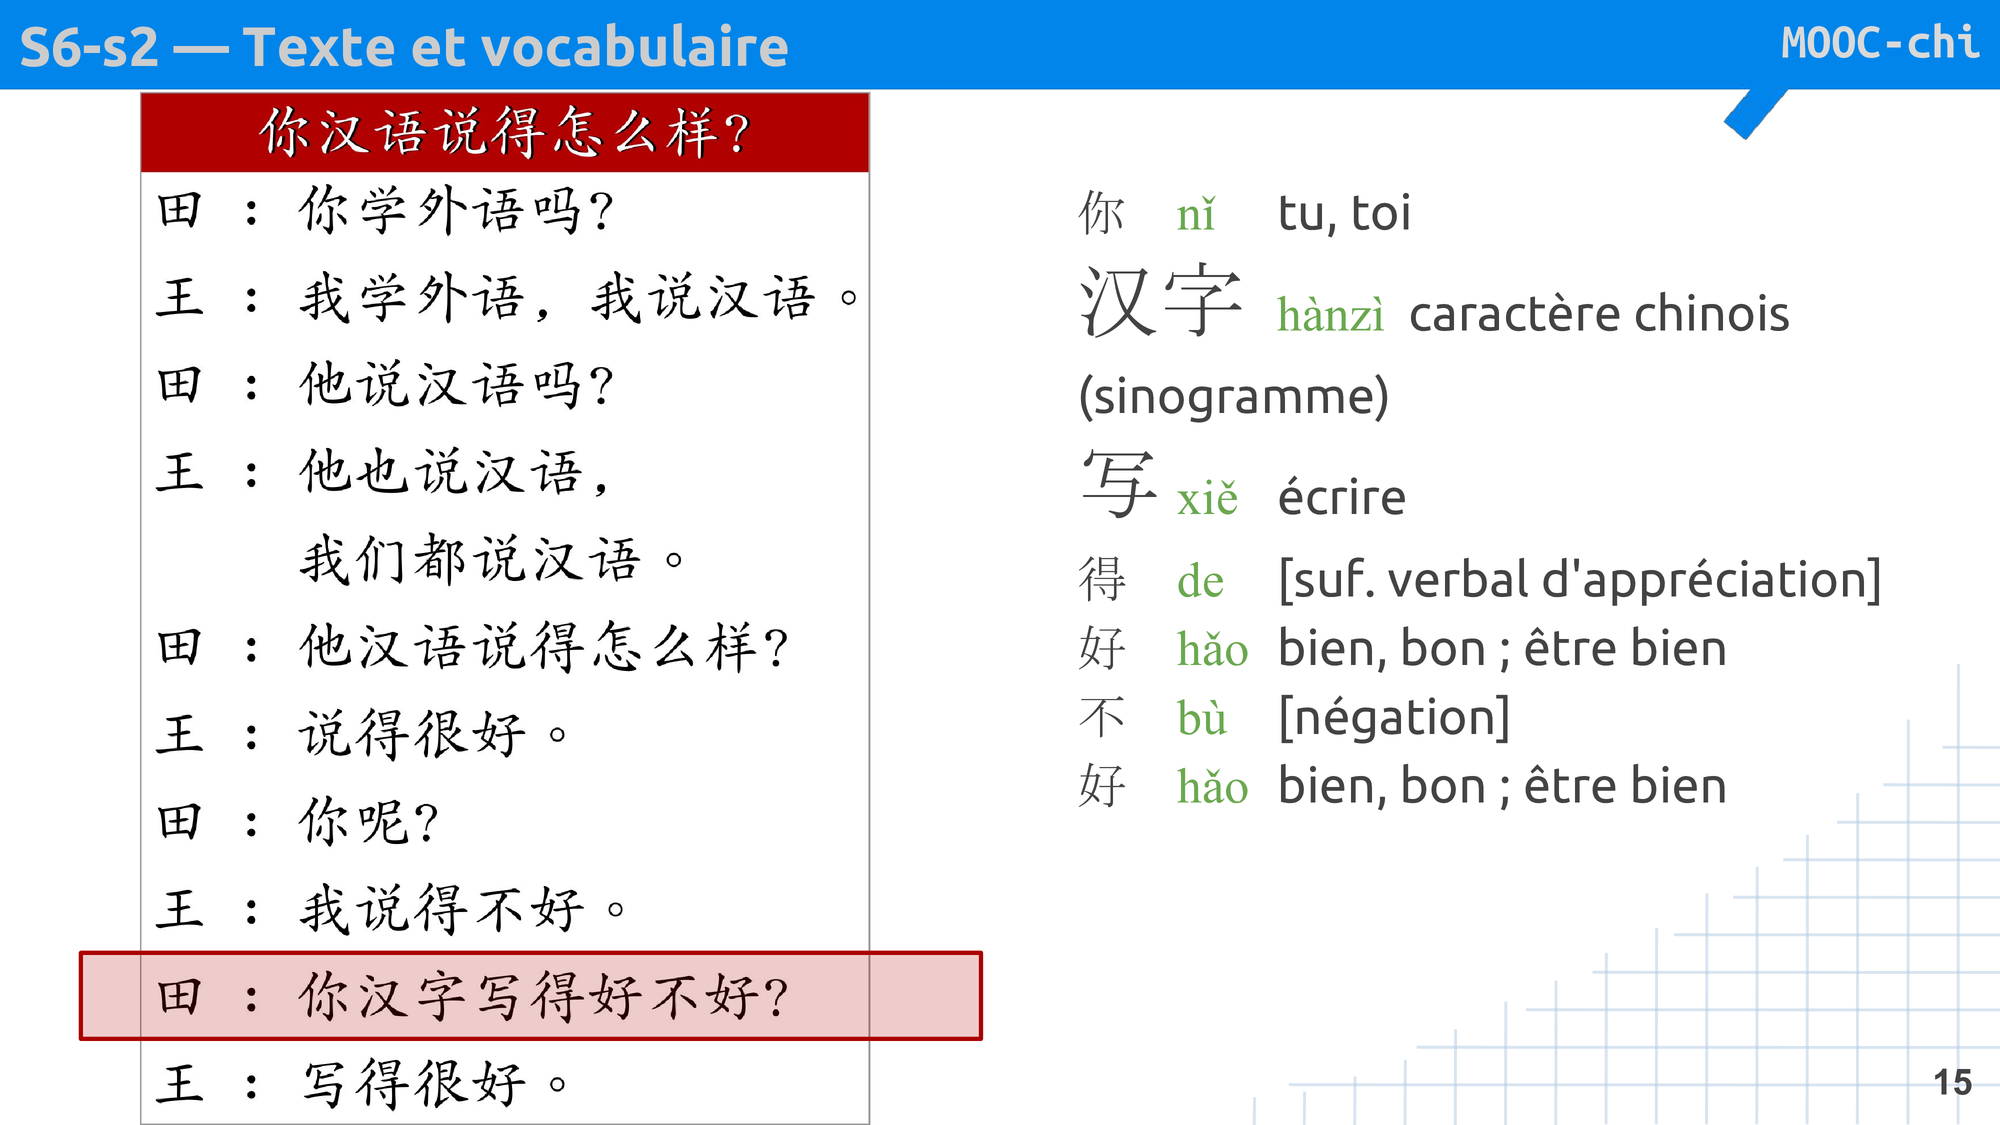 S6-s2 — Texte et vocabulaire
MOOC-chi
你汉语说得怎么样?
田 : 你学外语吗?
王 : 我学外语, 我说汉语。
田 : 他说汉语吗?
王 : 他也说汉语,
我们都说汉语。
田 : 他汉语说得怎么样?
王 : 说得很好。
田 : 你呢?
王 : 我说得不好。
田 : 你汉字写得好不好?
王 : 写得很好。
你 nǐ tu, toi
汉字 hànzì caractère chinois
(sinogramme)
写 xiě écrire
得 de [suf. verbal d'appréciation]
好 hǎo bien, bon ; être bien
不 bù [négation]
好 hǎo bien, bon ; être bien
15